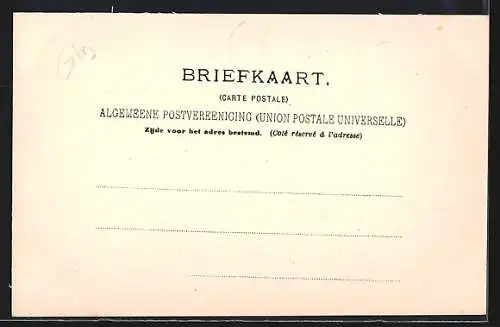 BRIEFKAART.
(CARTE POSTALE)
ALGEMEENE POSTVEREENIGING (UNION POSTALE UNIVERSELLE)
Zijde voor het adres bestemd. (Coté réservé à l'adresse)